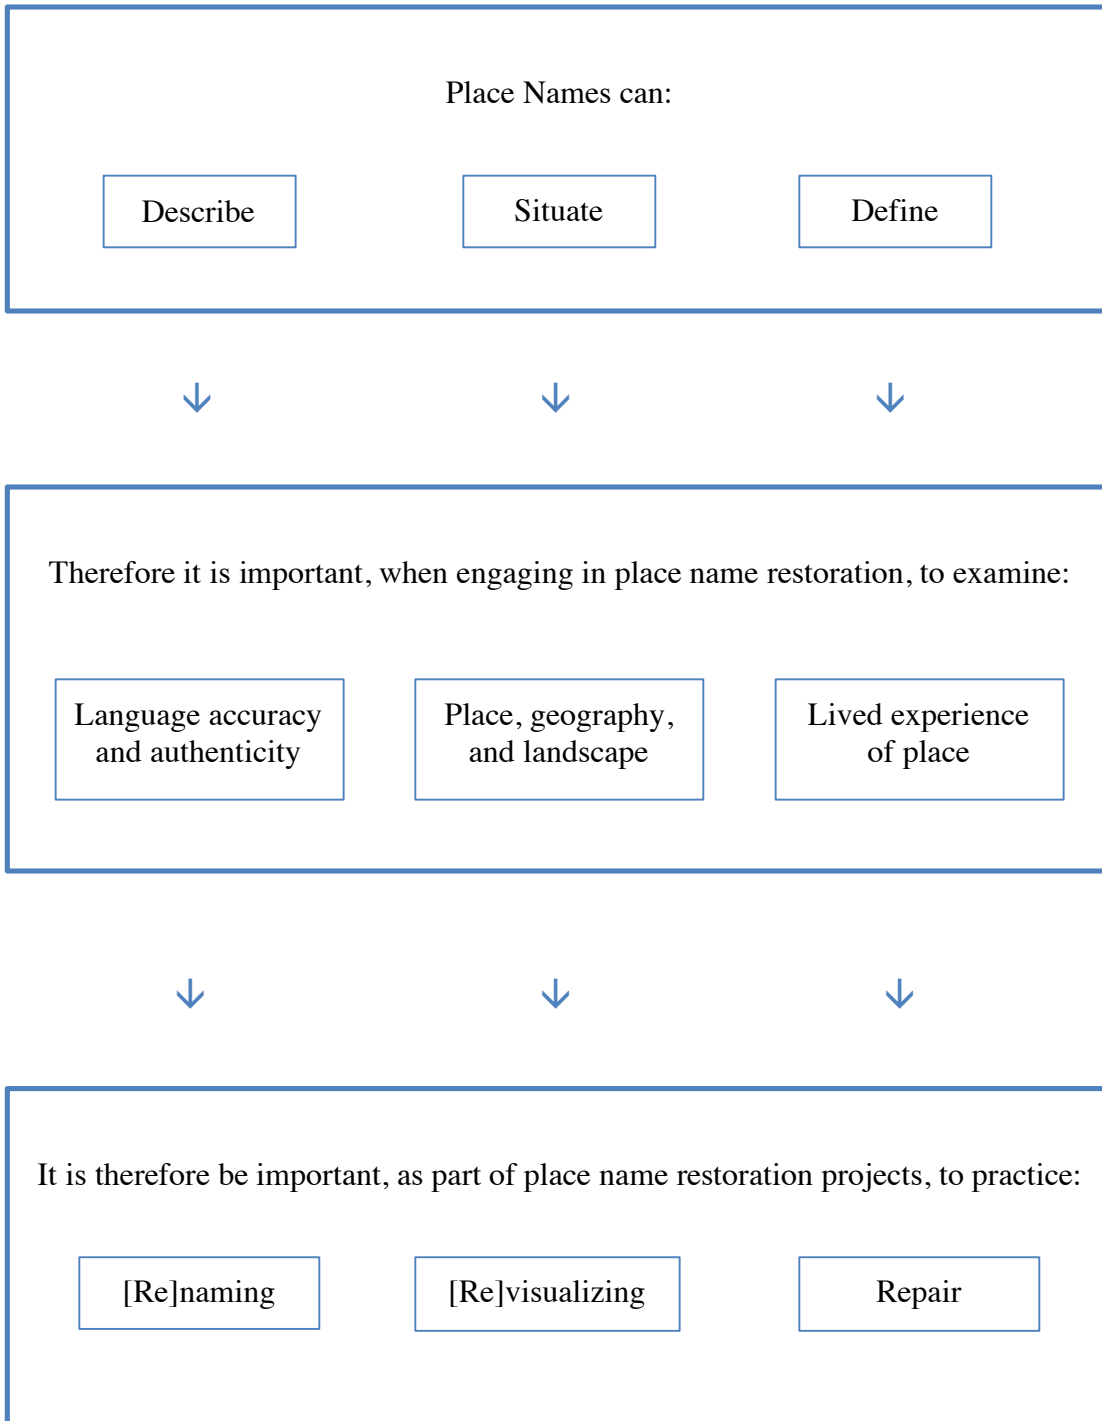 Place Names can:
Describe
Situate
Define
Therefore it is important, when engaging in place name restoration, to examine:
Language accuracy
and authenticity
Place, geography,
and landscape
Lived experience
of place
It is therefore be important, as part of place name restoration projects, to practice:
[Re]naming
[Re]visualizing
Repair